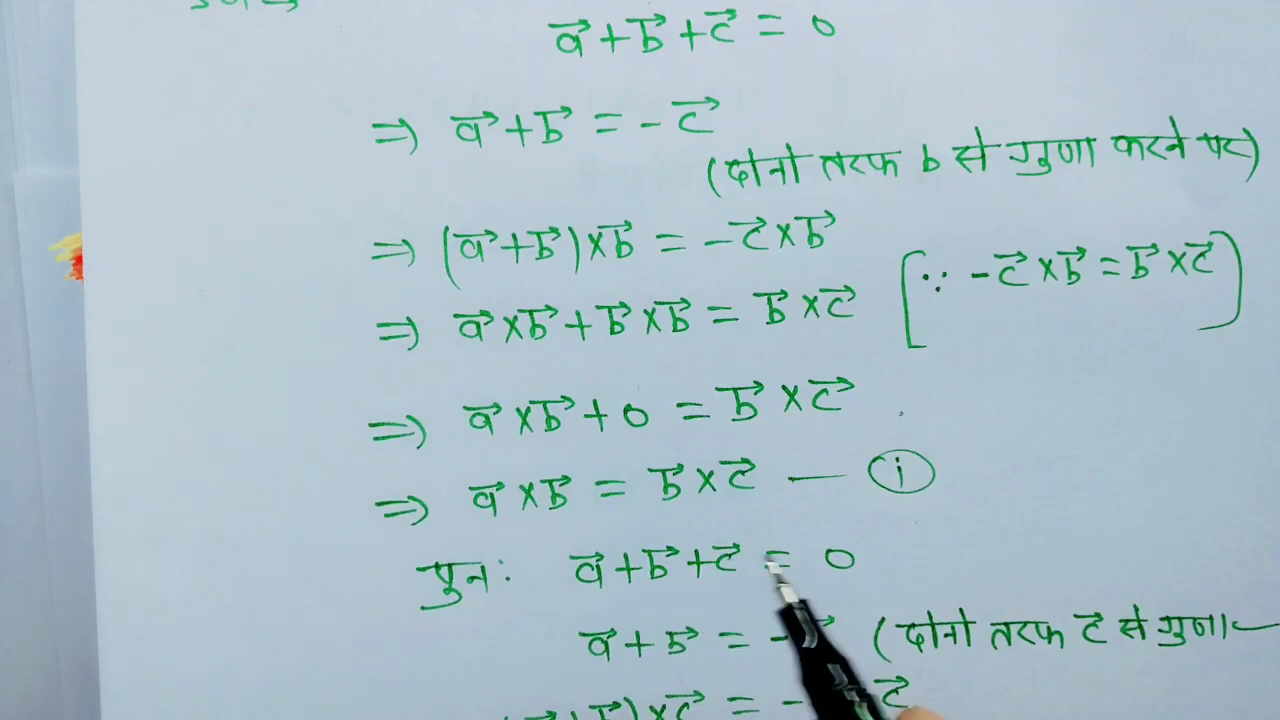 a⃗ + b⃗ + c⃗ = 0
⇒ a⃗ + b⃗ = - c⃗
(दोनो तरफ b से गुणा करने पर)
⇒ (a⃗ + b⃗) × b⃗ = - c⃗ × b⃗
⇒ a⃗ × b⃗ + b⃗ × b⃗ = b⃗ × c⃗ [∵ - c⃗ × b⃗ = b⃗ × c⃗)
⇒ a⃗ × b⃗ + 0 = b⃗ × c⃗
⇒ a⃗ × b⃗ = b⃗ × c⃗ — (i)
पुनः a⃗ + b⃗ + c⃗ = 0
a⃗ + b⃗ = - (दोनो तरफ c⃗ से गुणा
b⃗) × c⃗ = - c⃗